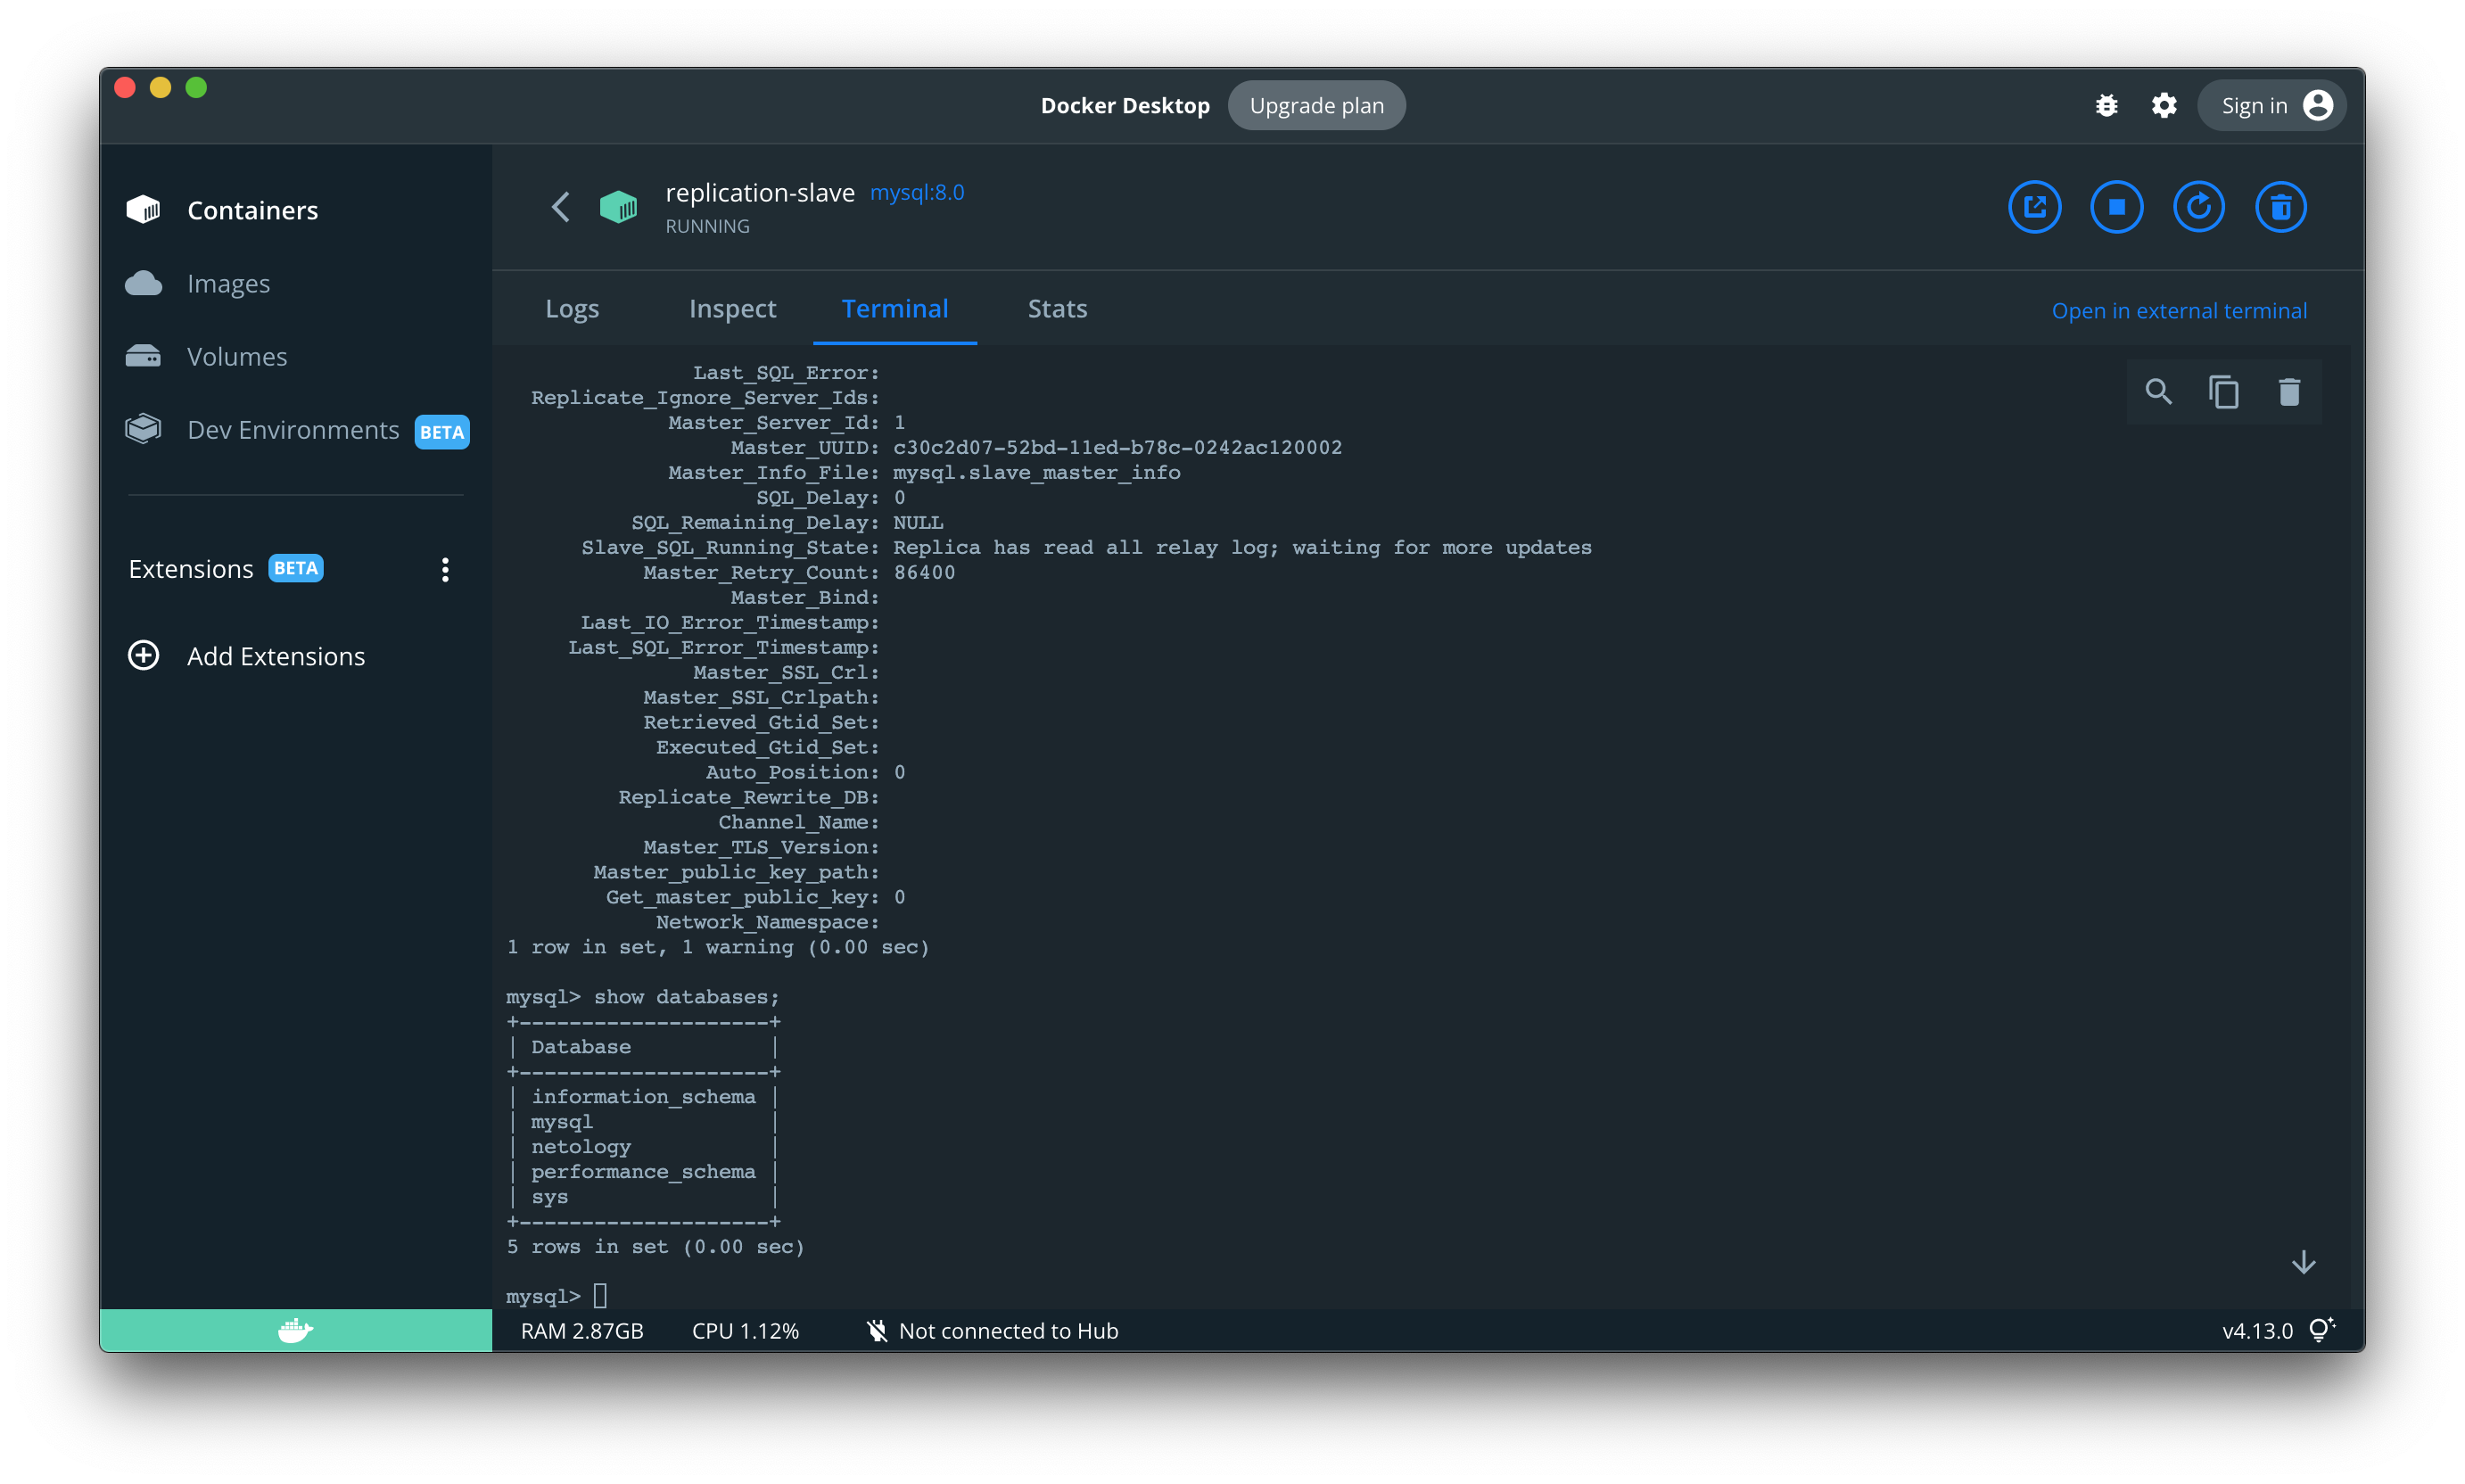 Docker Desktop Upgrade plan Sign in
Containers
Images
Volumes
Dev Environments BETA
Extensions BETA
Add Extensions
replication-slave mysql:8.0
RUNNING
Logs Inspect Terminal Stats Open in external terminal
Last_SQL_Error:
Replicate_Ignore_Server_Ids:
Master_Server_Id: 1
Master_UUID: c30c2d07-52bd-11ed-b78c-0242ac120002
Master_Info_File: mysql.slave_master_info
SQL_Delay: 0
SQL_Remaining_Delay: NULL
Slave_SQL_Running_State: Replica has read all relay log; waiting for more updates
Master_Retry_Count: 86400
Master_Bind:
Last_IO_Error_Timestamp:
Last_SQL_Error_Timestamp:
Master_SSL_Crl:
Master_SSL_Crlpath:
Retrieved_Gtid_Set:
Executed_Gtid_Set:
Auto_Position: 0
Replicate_Rewrite_DB:
Channel_Name:
Master_TLS_Version:
Master_public_key_path:
Get_master_public_key: 0
Network_Namespace:
1 row in set, 1 warning (0.00 sec)
mysql> show databases;
+--------------------+
| Database           |
+--------------------+
| information_schema |
| mysql              |
| netology           |
| performance_schema |
| sys                |
+--------------------+
5 rows in set (0.00 sec)
mysql>
RAM 2.87GB CPU 1.12% Not connected to Hub v4.13.0